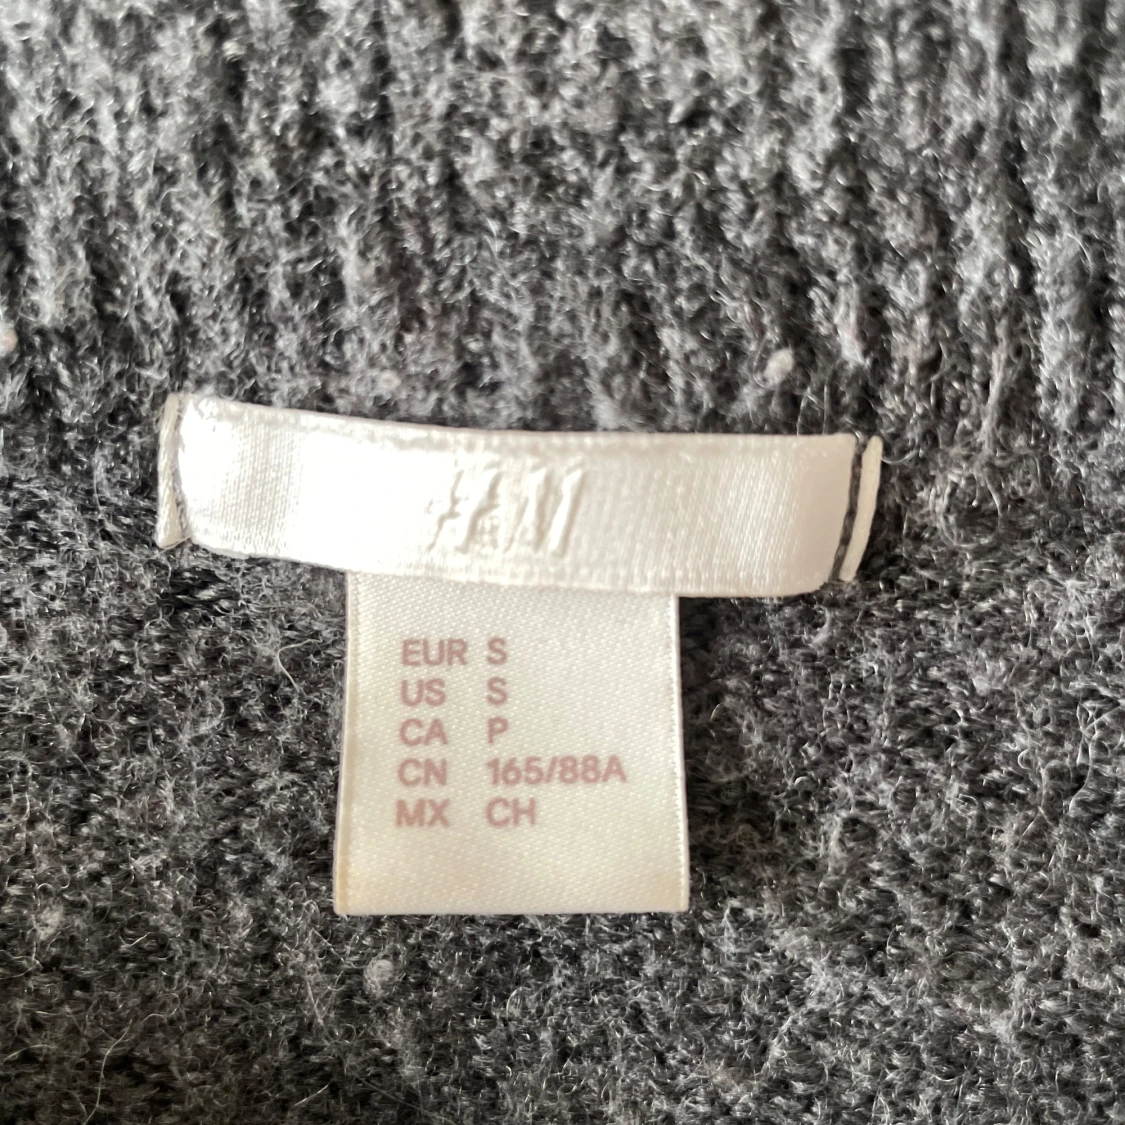 H&M
EUR S
US S
CA P
CN 165/88A
MX CH